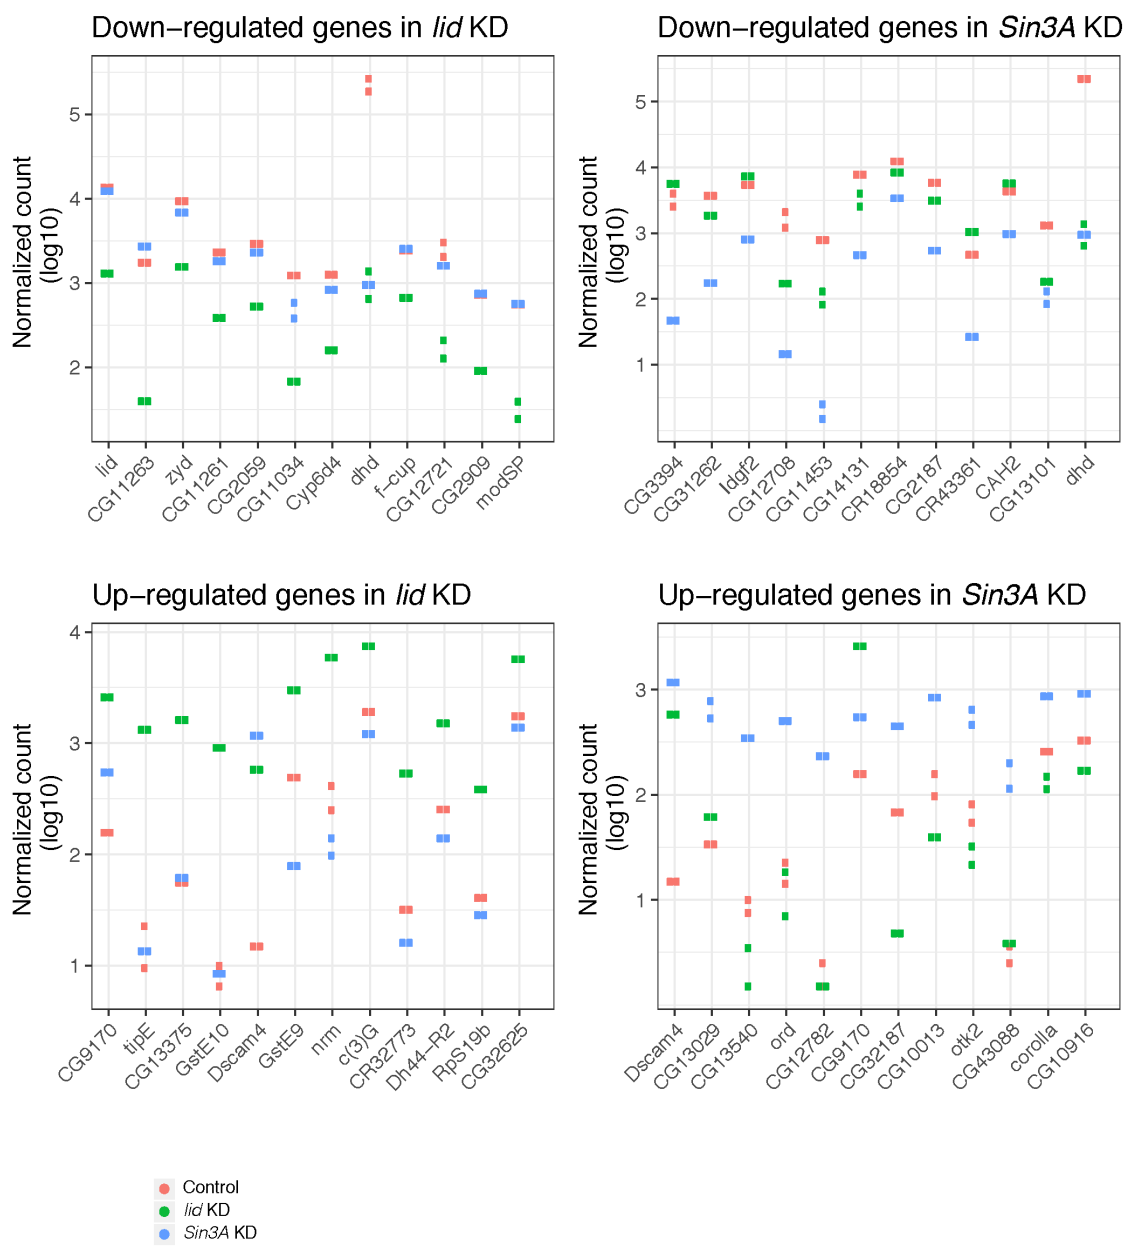 Down−regulated genes in lid KD
Normalized count
(log10)
5
4
3
2
lid
CG11263
zyd
CG11261
CG2059
CG11034
Cyp6d4
dhd
f−cup
CG12721
CG2909
modSP
Down−regulated genes in Sin3A KD
Normalized count
(log10)
5
4
3
2
1
CG3394
CG31262
Idgf2
CG12708
CG11453
CG14131
CR18854
CG2187
CR43361
CAH2
CG13101
dhd
Up−regulated genes in lid KD
Normalized count
(log10)
4
3
2
1
CG9170
tipE
CG13375
GstE10
Dscam4
GstE9
nrm
c(3)G
CR32773
Dh44−R2
RpS19b
CG32625
Up−regulated genes in Sin3A KD
Normalized count
(log10)
3
2
1
Dscam4
CG13029
CG13540
ord
CG12782
CG9170
CG32187
CG10013
otk2
CG43088
corolla
CG10916
Control
lid KD
Sin3A KD